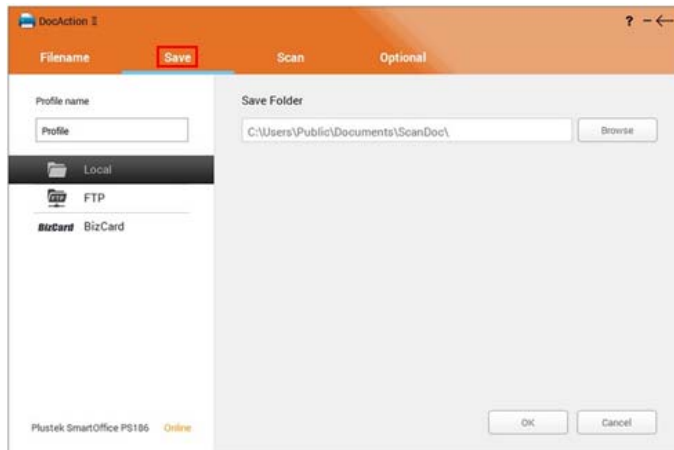 DocAction II
?
Filename Save Scan Optional
Profile name
Profile
Local
FTP FTP
BizCard BizCard
Save Folder
C:\Users\Public\Documents\ScanDoc\ Browse
Plustek SmartOffice PS186 Online
OK Cancel